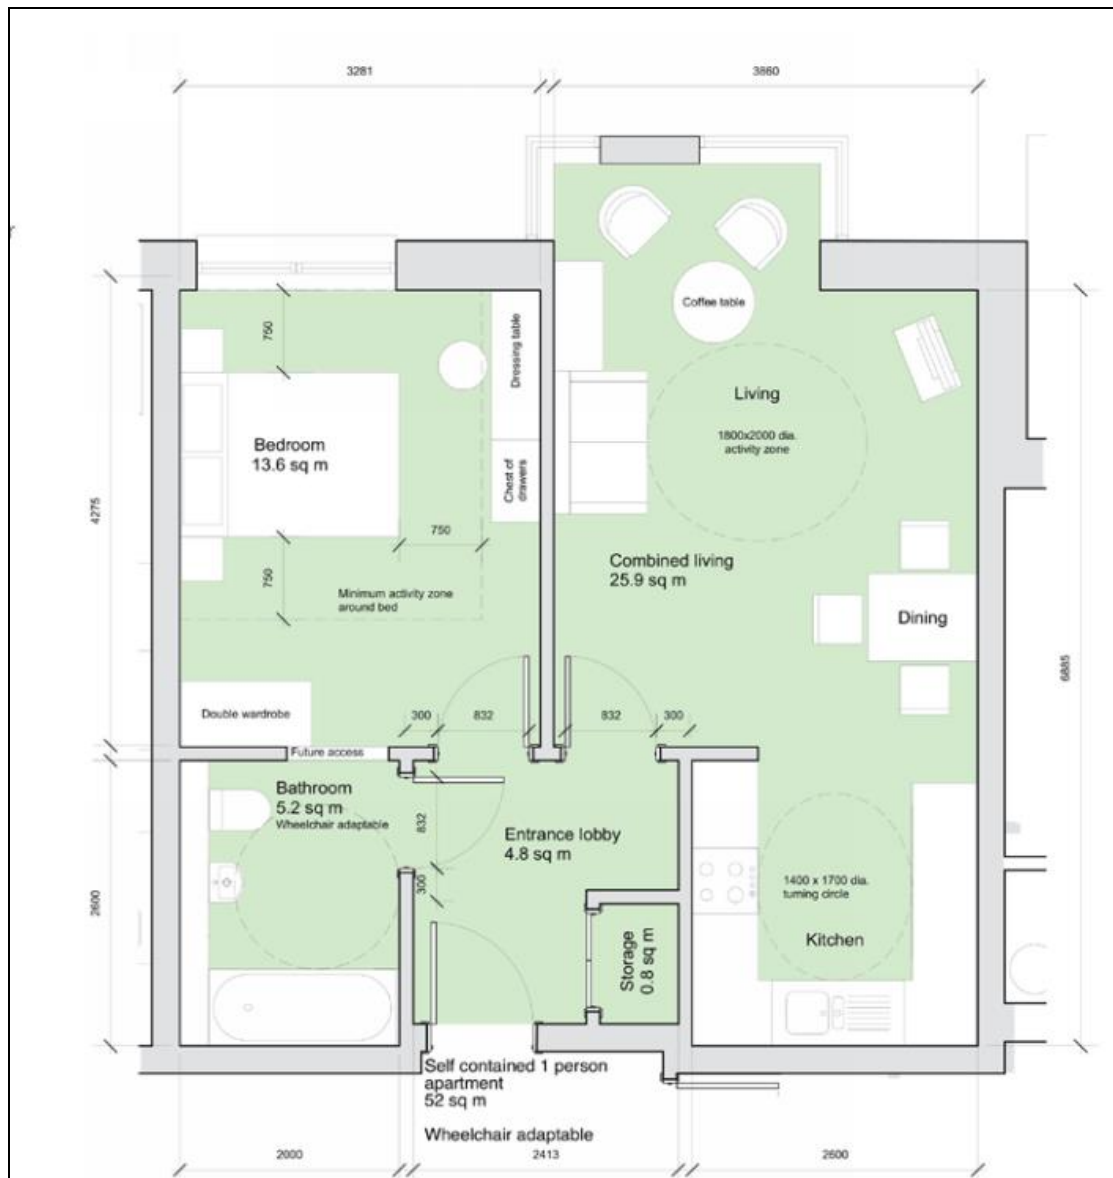 3281
3860
Coffee table
750
Dressing table
Living
1800x2000 dia.
activity zone
Bedroom
13.6 sq m
Chest of
drawers
4275
750
Combined living
25.9 sq m
750
Minimum activity zone
around bed
Dining
6885
Double wardrobe
300
832
832
300
Future access
Bathroom
5.2 sq m
Wheelchair adaptable
832
Entrance lobby
4.8 sq m
300
1400 x 1700 dia.
turning circle
2600
Kitchen
Storage
0.8 sq m
Self contained 1 person
apartment
52 sq m
Wheelchair adaptable
2000
2413
2600